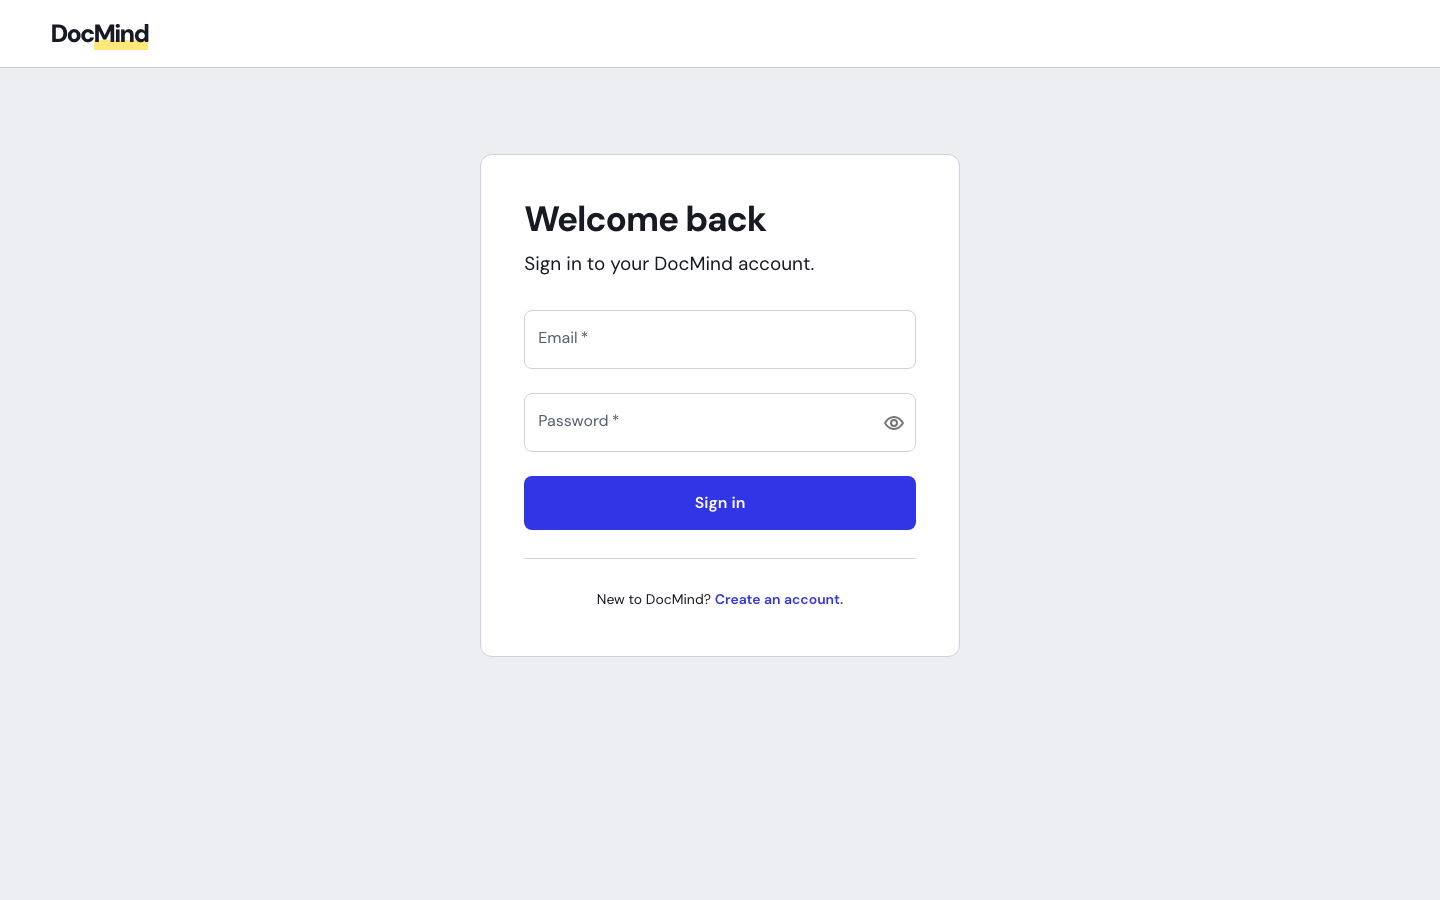 DocMind
Welcome back
Sign in to your DocMind account.
Email *
Password *
Sign in
New to DocMind? Create an account.